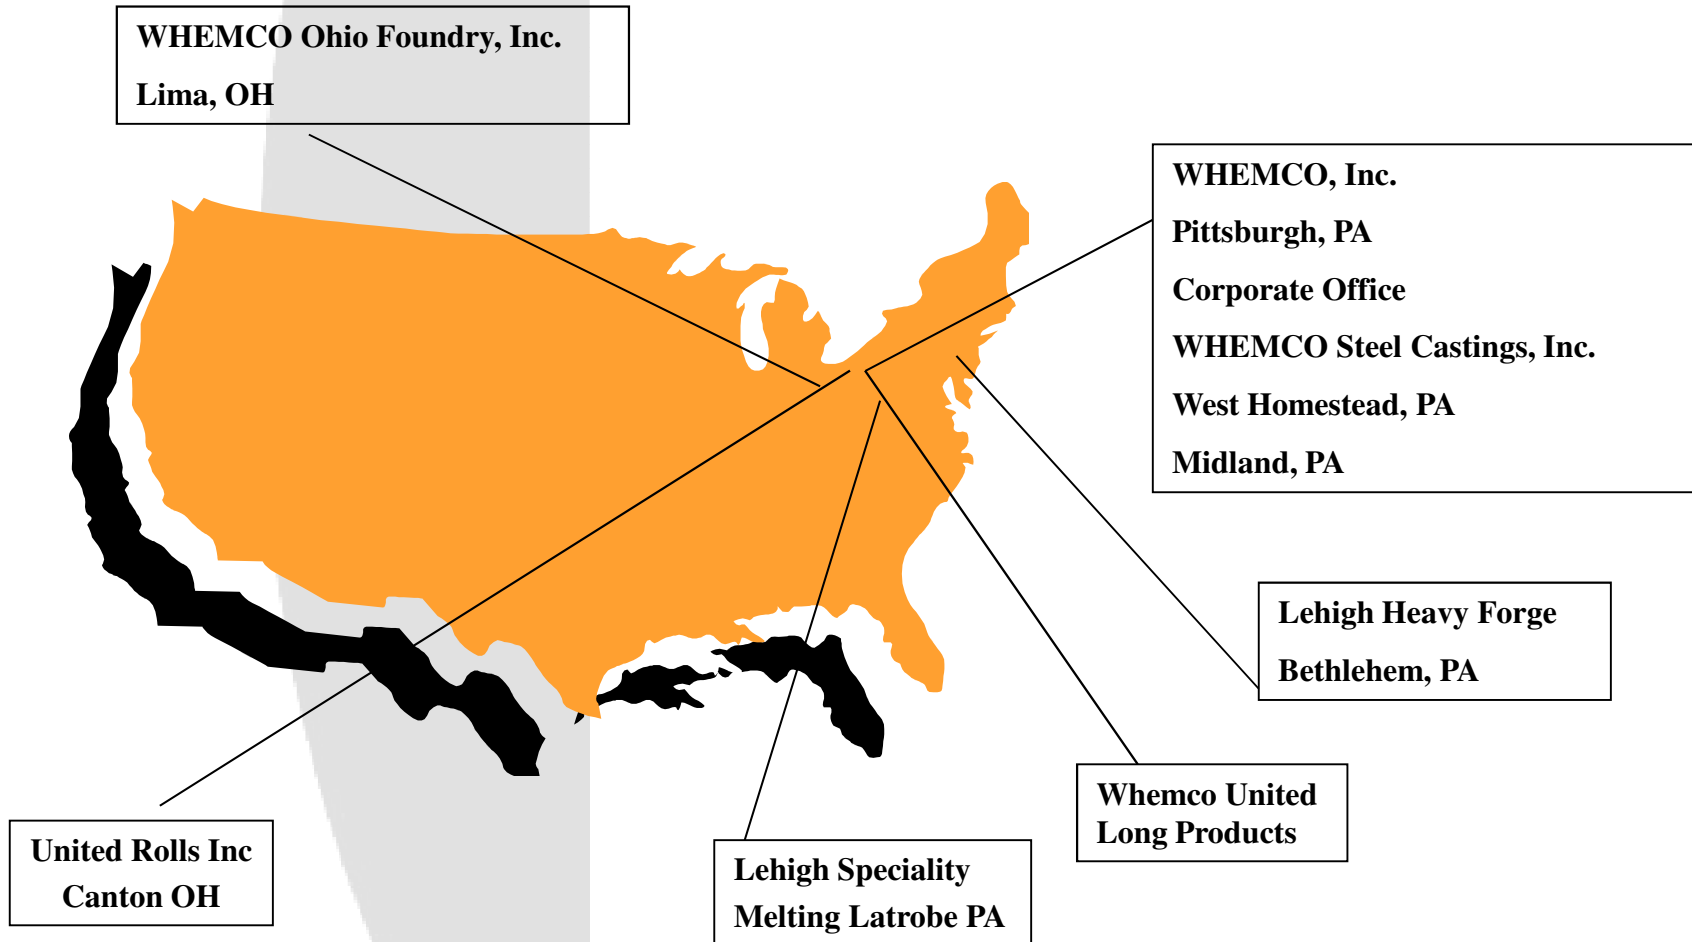 WHEMCO Ohio Foundry, Inc.
Lima, OH
WHEMCO, Inc.
Pittsburgh, PA
Corporate Office
WHEMCO Steel Castings, Inc.
West Homestead, PA
Midland, PA
Lehigh Heavy Forge
Bethlehem, PA
Whemco United
Long Products
Lehigh Speciality
Melting Latrobe PA
United Rolls Inc
Canton OH